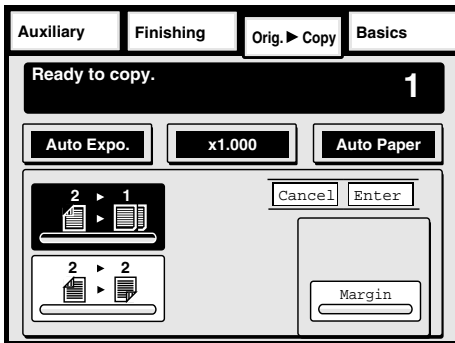 Auxiliary Finishing Orig. ▶ Copy Basics
Ready to copy. 1
Auto Expo. x1.000 Auto Paper
2 ▶ 1
Cancel Enter
2 ▶ 2
Margin